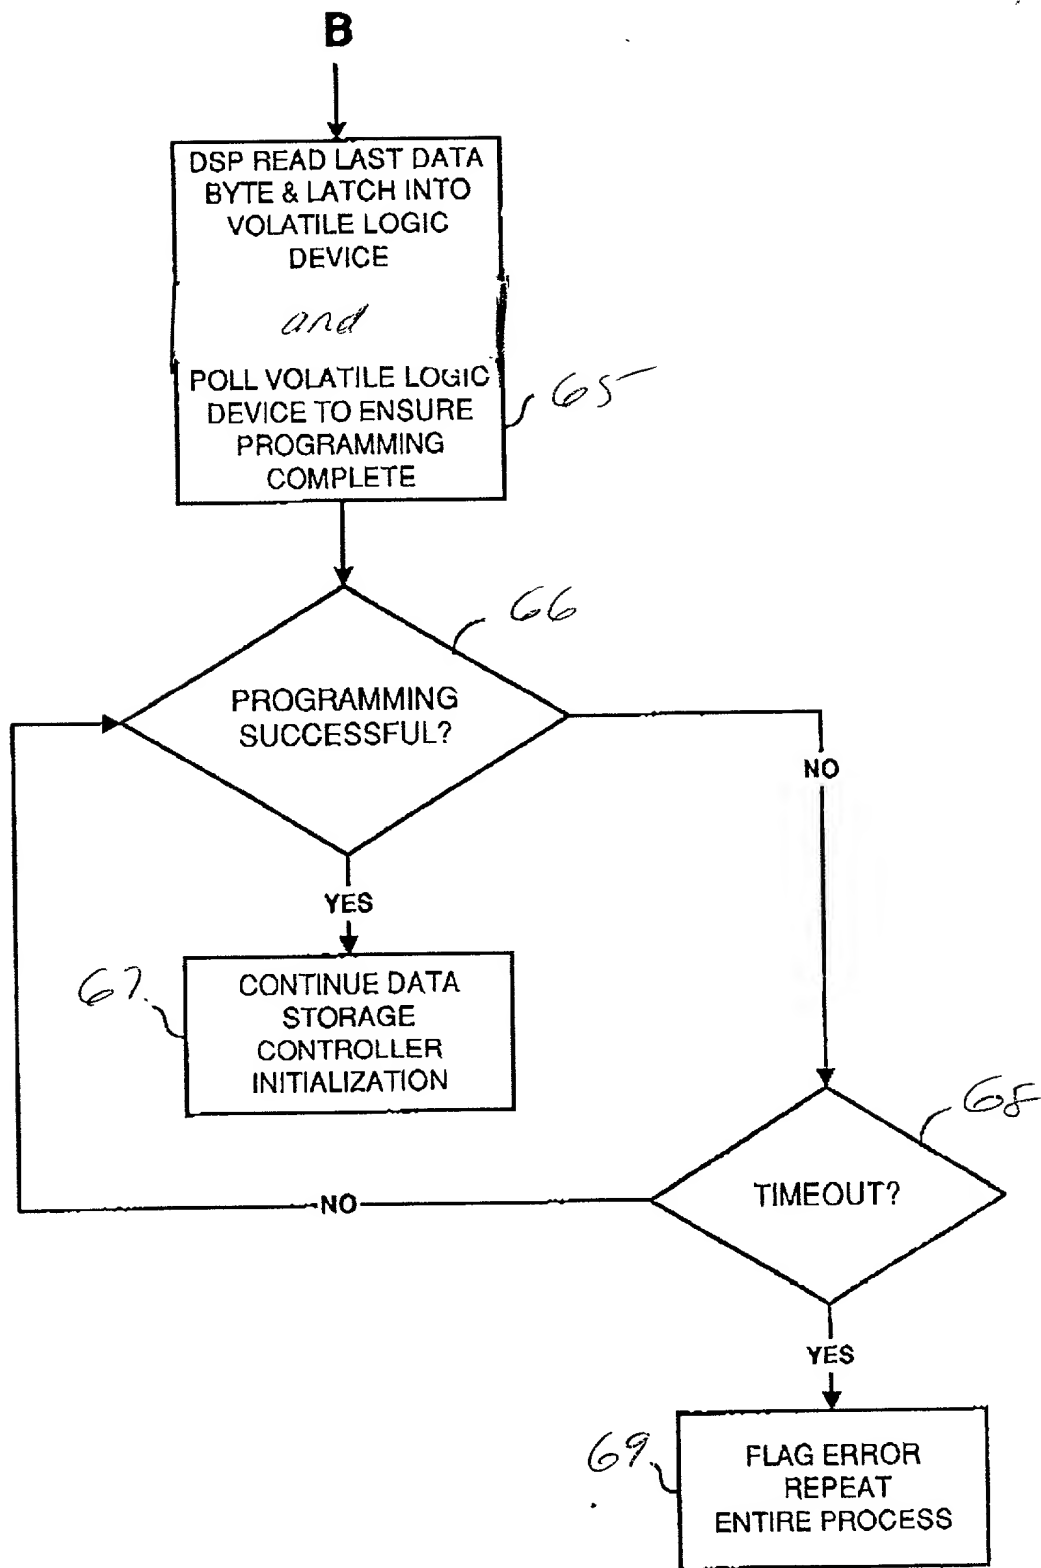 B
DSP READ LAST DATA
BYTE & LATCH INTO
VOLATILE LOGIC
DEVICE
and
POLL VOLATILE LOGIC
DEVICE TO ENSURE
PROGRAMMING
COMPLETE
65
66
PROGRAMMING
SUCCESSFUL?
NO
YES
67
CONTINUE DATA
STORAGE
CONTROLLER
INITIALIZATION
68
TIMEOUT?
NO
YES
69
FLAG ERROR
REPEAT
ENTIRE PROCESS